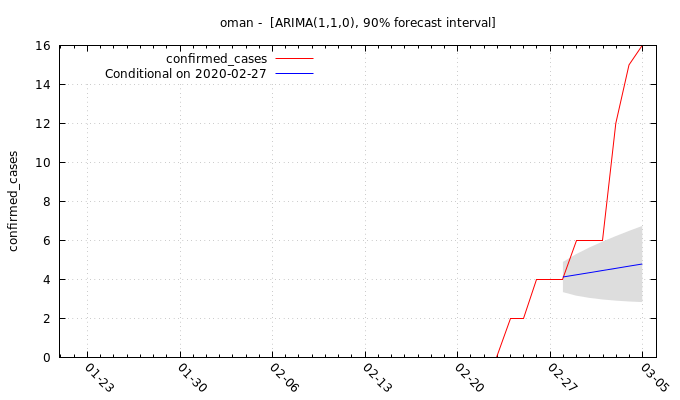 oman -  [ARIMA(1,1,0), 90% forecast interval]
confirmed_cases
Conditional on 2020-02-27
confirmed_cases
16
14
12
10
8
6
4
2
0
01-23 01-30 02-06 02-13 02-20 02-27 03-05